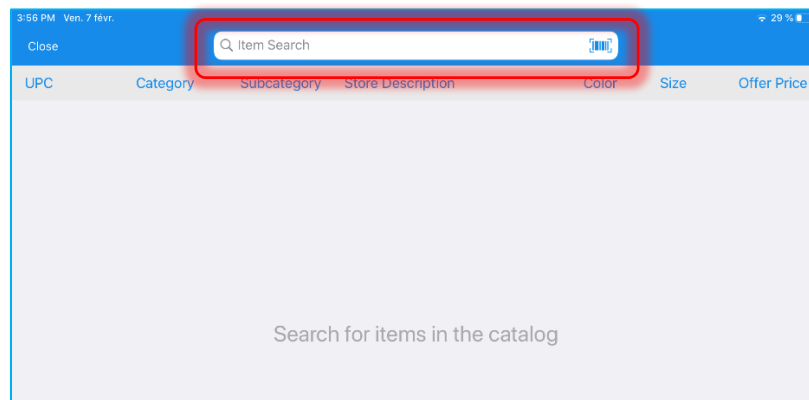 3:56 PM Ven. 7 févr. 29 %
Close Item Search
UPC Category Subcategory Store Description Color Size Offer Price
Search for items in the catalog